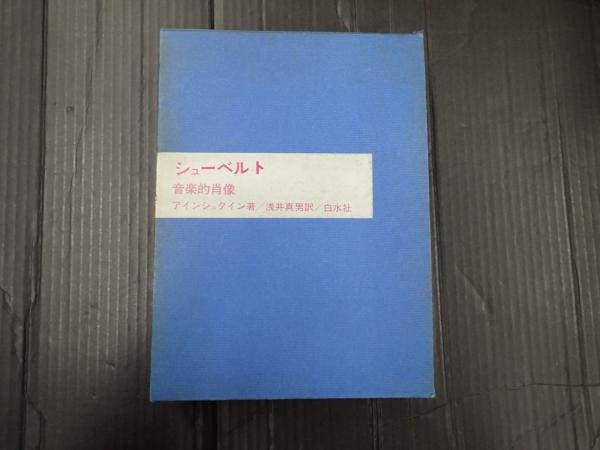 シューベルト
音楽的肖像
アインシュタイン著／浅井真男訳／白水社